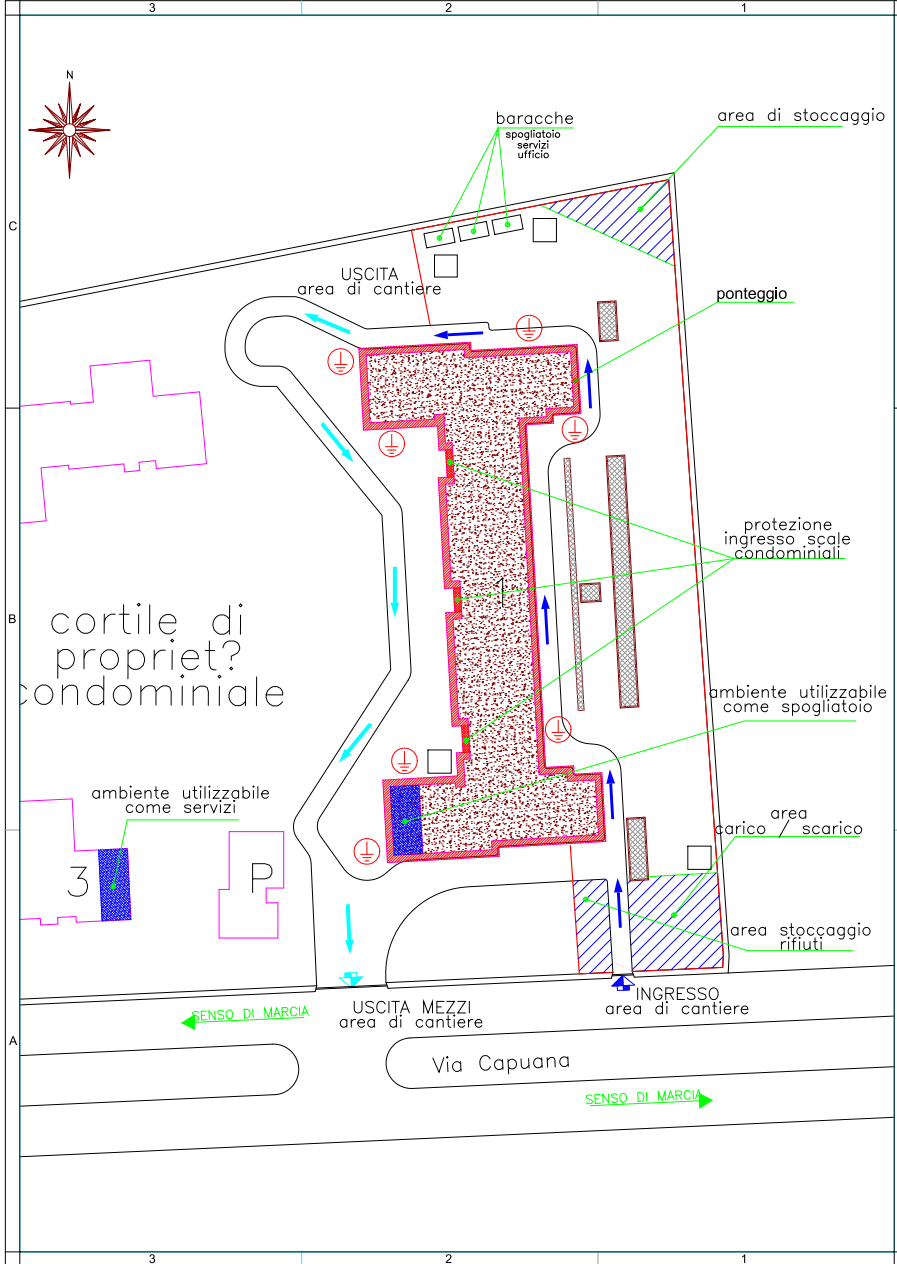 3
2
1
N
baracche
spogliatoio
servizi
ufficio
area di stoccaggio
C
USCITA
area di cantiere
ponteggio
protezione
ingresso scale
condominiali
1
B
cortile di
propriet?
condominiale
ambiente utilizzabile
come spogliatoio
ambiente utilizzabile
come servizi
area
carico / scarico
3
P
area stoccaggio
rifiuti
USCITA MEZZI
area di cantiere
INGRESSO
area di cantiere
SENSO DI MARCIA
A
Via Capuana
SENSO DI MARCIA
3
2
1